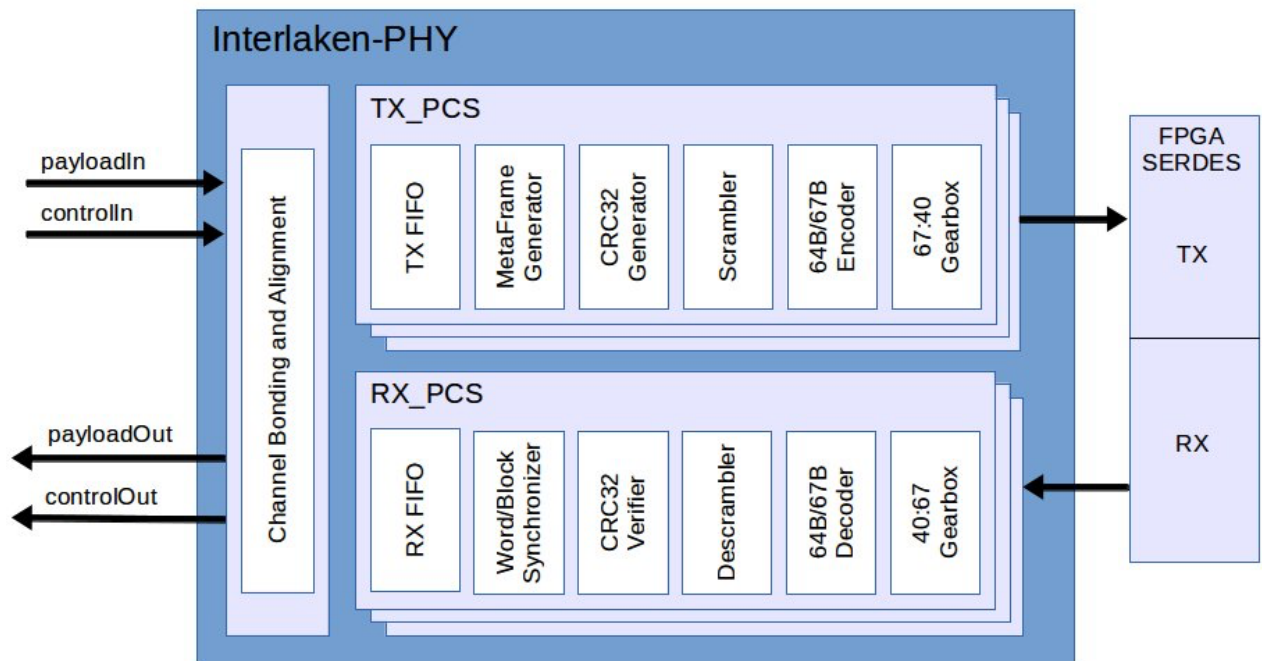 Interlaken-PHY
payloadIn
controlIn
payloadOut
controlOut
Channel Bonding and Alignment
TX_PCS
TX FIFO
MetaFrame
Generator
CRC32
Generator
Scrambler
64B/67B
Encoder
67:40
Gearbox
RX_PCS
RX FIFO
Word/Block
Synchronizer
CRC32
Verifier
Descrambler
64B/67B
Decoder
40:67
Gearbox
FPGA
SERDES
TX
RX